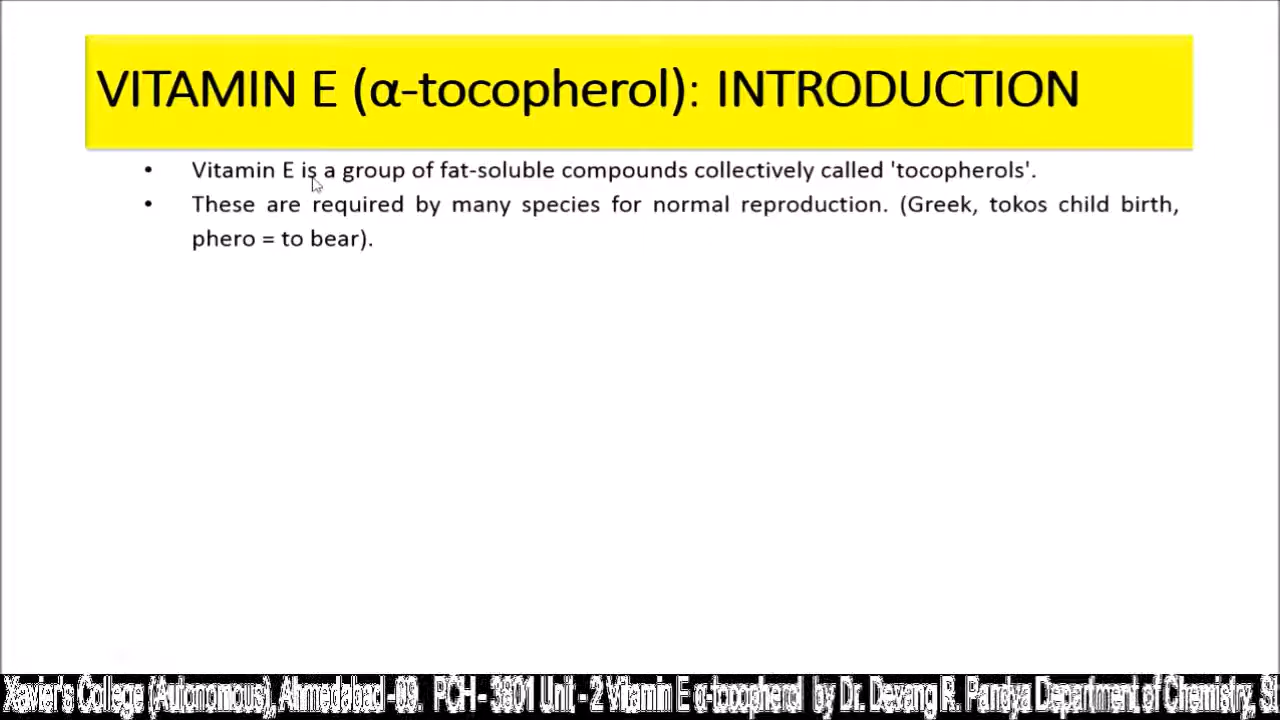 VITAMIN E (α-tocopherol): INTRODUCTION
• Vitamin E is a group of fat-soluble compounds collectively called 'tocopherols'.
• These are required by many species for normal reproduction. (Greek, tokos child birth,
phero = to bear).
Xavier's College (Autonomous), Ahmedabad -09. PCH - 3801 Unit - 2 Vitamin E α-tocopherol by Dr. Devang R. Pandya Department of Chemistry,